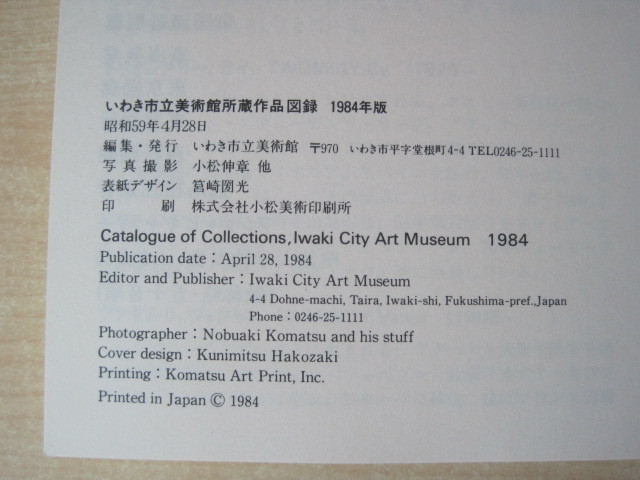 いわき市立美術館所蔵作品図録 1984年版
昭和59年4月28日
編集・発行 いわき市立美術館 〒970 いわき市平字堂根町4-4 TEL0246-25-1111
写真撮影 小松伸章 他
表紙デザイン 筥崎圀光
印刷 株式会社小松美術印刷所
Catalogue of Collections, Iwaki City Art Museum 1984
Publication date : April 28, 1984
Editor and Publisher : Iwaki City Art Museum
4-4 Dohne-machi, Taira, Iwaki-shi, Fukushima-pref., Japan
Phone : 0246-25-1111
Photographer : Nobuaki Komatsu and his stuff
Cover design : Kunimitsu Hakozaki
Printing : Komatsu Art Print, Inc.
Printed in Japan © 1984